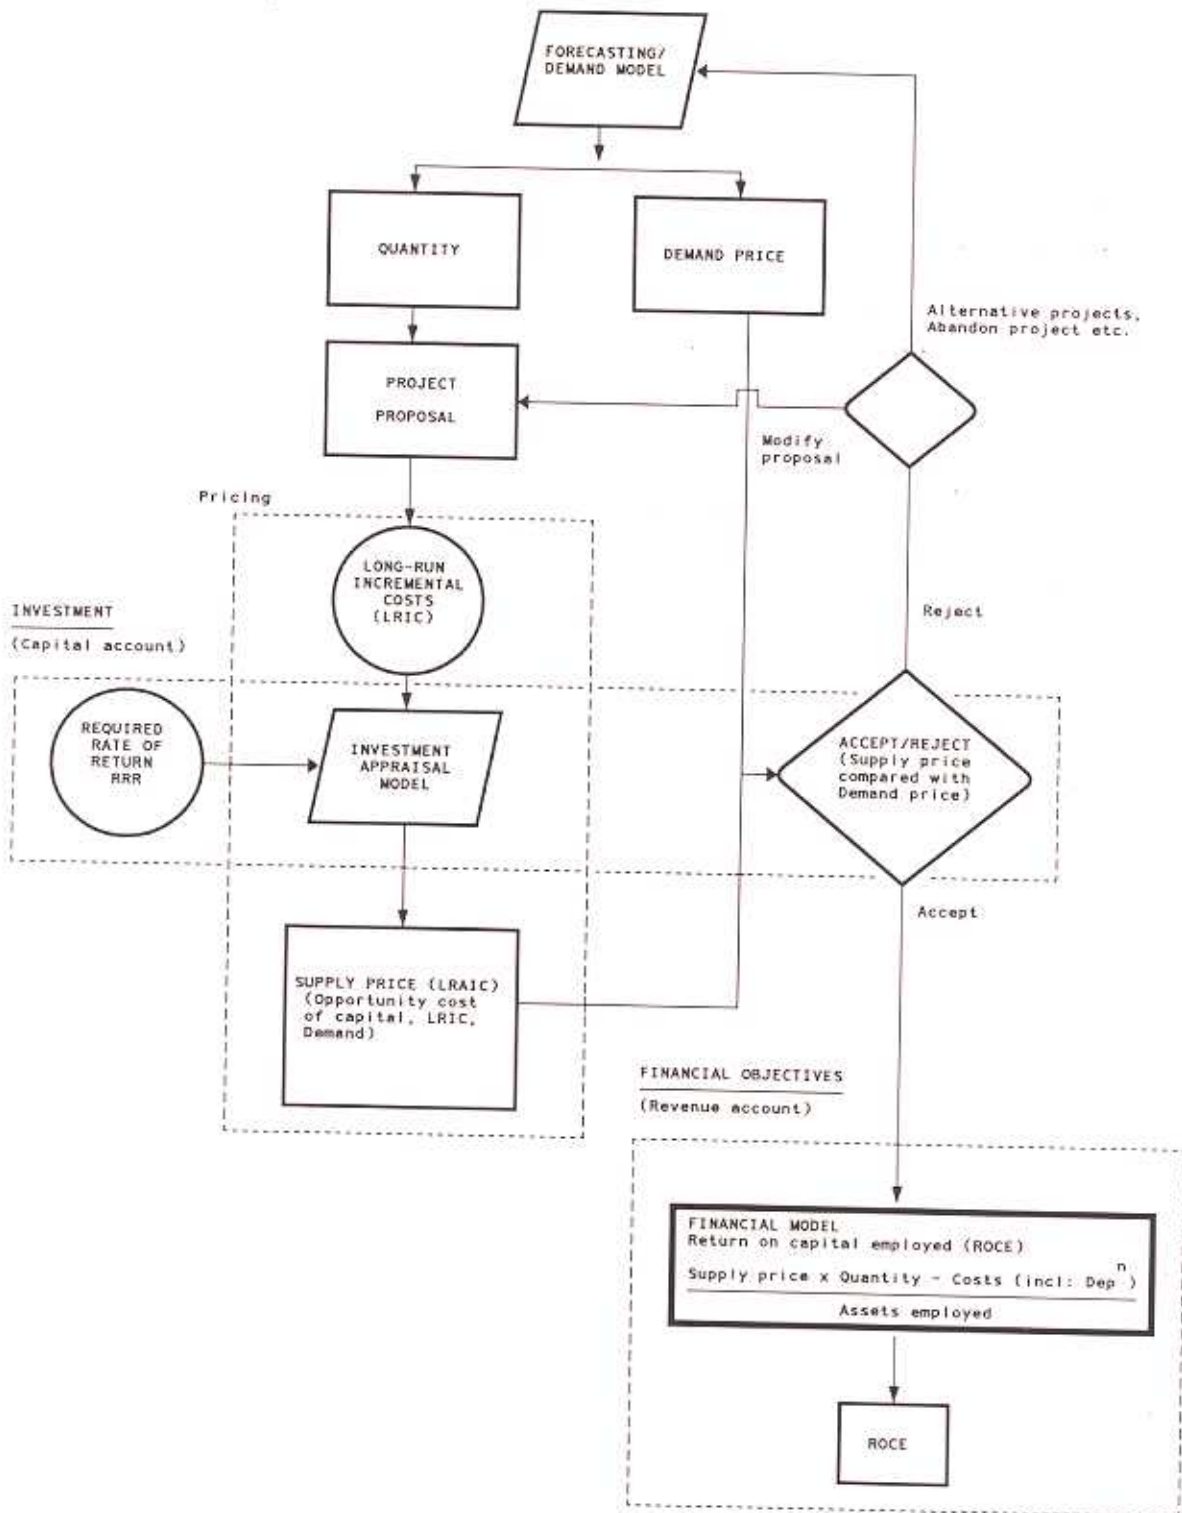 FORECASTING/
DEMAND MODEL
QUANTITY
DEMAND PRICE
Alternative projects,
Abandon project etc.
PROJECT
PROPOSAL
Modify
proposal
Pricing
LONG-RUN
INCREMENTAL
COSTS
(LRIC)
INVESTMENT
(Capital account)
Reject
REQUIRED
RATE OF
RETURN
RRR
INVESTMENT
APPRAISAL
MODEL
ACCEPT/REJECT
(Supply price
compared with
Demand price)
Accept
SUPPLY PRICE (LRAIC)
(Opportunity cost
of capital, LRIC,
Demand)
FINANCIAL OBJECTIVES
(Revenue account)
FINANCIAL MODEL
Return on capital employed (ROCE)
Supply price x Quantity - Costs (incl: Dep n)
Assets employed
ROCE